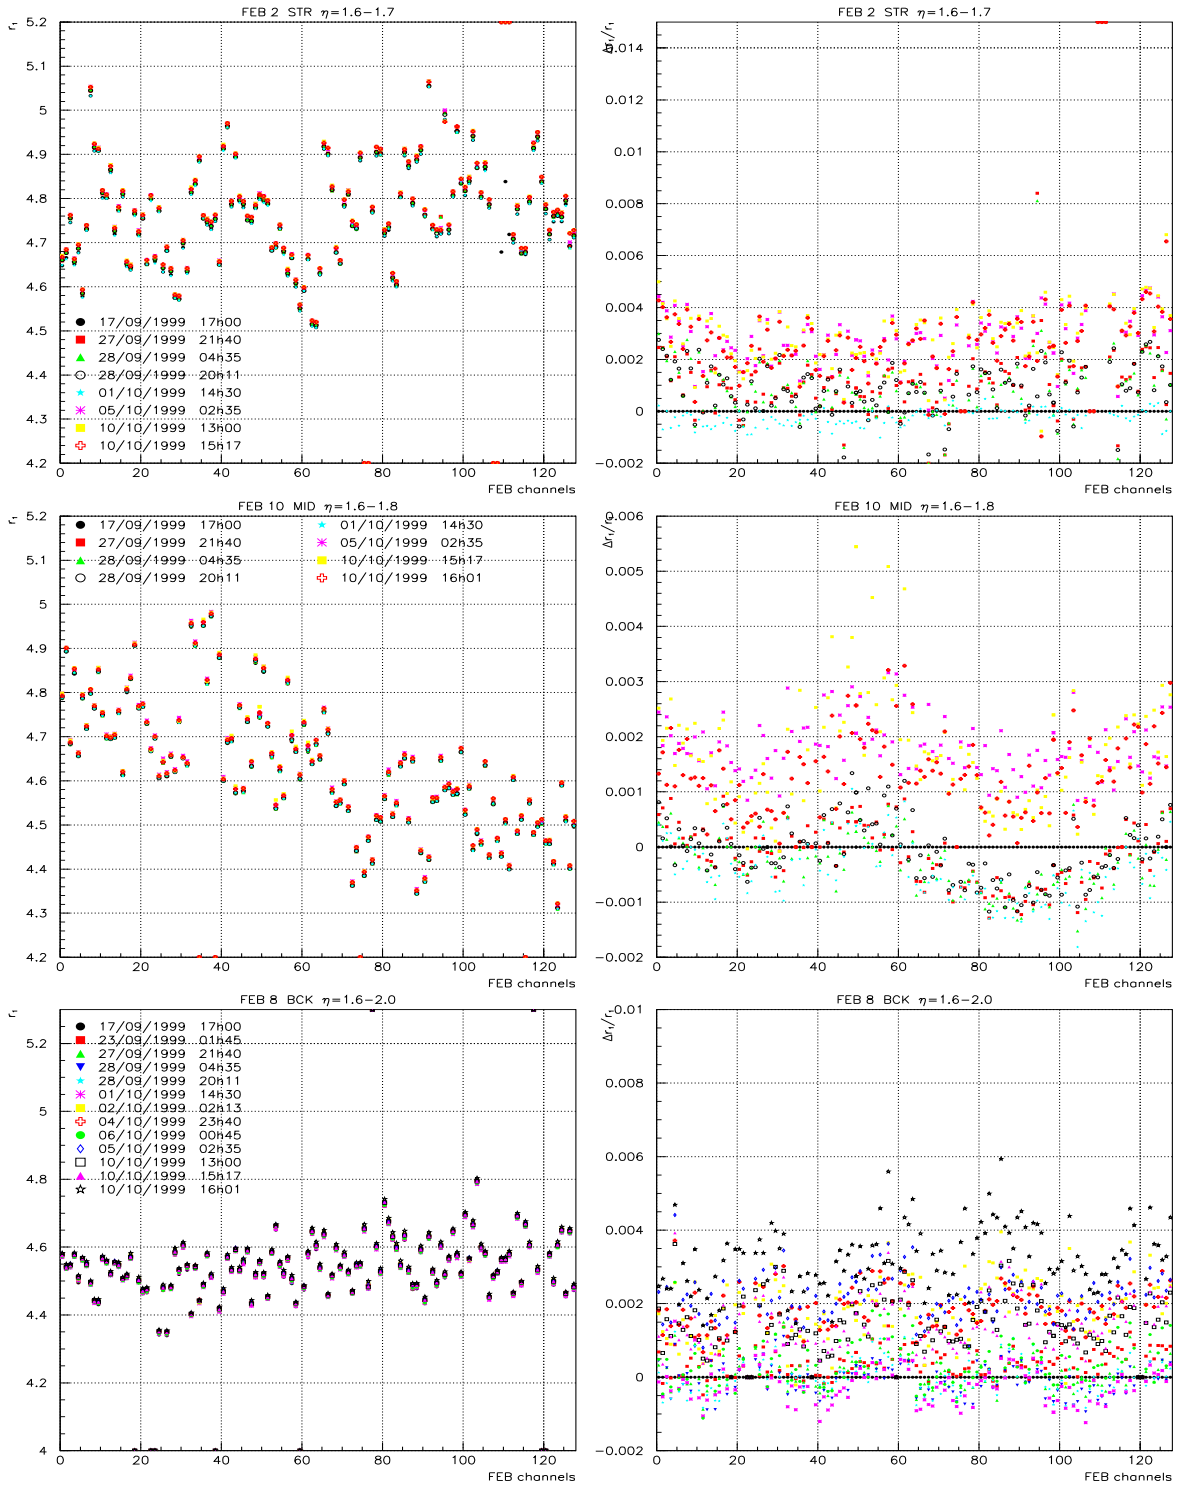 FEB 2 STR η=1.6−1.7
r₁
5.2
5.1
5
4.9
4.8
4.7
4.6
4.5
4.4
4.3
4.2
17/09/1999 17h00
27/09/1999 21h40
28/09/1999 04h35
28/09/1999 20h11
01/10/1999 14h30
05/10/1999 02h35
10/10/1999 13h00
10/10/1999 15h17
0 20 40 60 80 100 120
FEB channels
FEB 2 STR η=1.6−1.7
Δr₁/r₁
0.014
0.012
0.01
0.008
0.006
0.004
0.002
0
−0.002
0 20 40 60 80 100 120
FEB channels
FEB 10 MID η=1.6−1.8
r₁
5.2
5.1
5
4.9
4.8
4.7
4.6
4.5
4.4
4.3
4.2
17/09/1999 17h00
27/09/1999 21h40
28/09/1999 04h35
28/09/1999 20h11
01/10/1999 14h30
05/10/1999 02h35
10/10/1999 15h17
10/10/1999 16h01
0 20 40 60 80 100 120
FEB channels
FEB 10 MID η=1.6−1.8
Δr₁/r₁
0.006
0.005
0.004
0.003
0.002
0.001
0
−0.001
−0.002
0 20 40 60 80 100 120
FEB channels
FEB 8 BCK η=1.6−2.0
r₁
5.2
5
4.8
4.6
4.4
4.2
4
17/09/1999 17h00
23/09/1999 01h45
27/09/1999 21h40
28/09/1999 04h35
28/09/1999 20h11
01/10/1999 14h30
02/10/1999 02h13
04/10/1999 23h40
06/10/1999 00h45
05/10/1999 02h35
10/10/1999 13h00
10/10/1999 15h17
10/10/1999 16h01
0 20 40 60 80 100 120
FEB channels
FEB 8 BCK η=1.6−2.0
Δr₁/r₁
0.01
0.008
0.006
0.004
0.002
0
−0.002
0 20 40 60 80 100 120
FEB channels